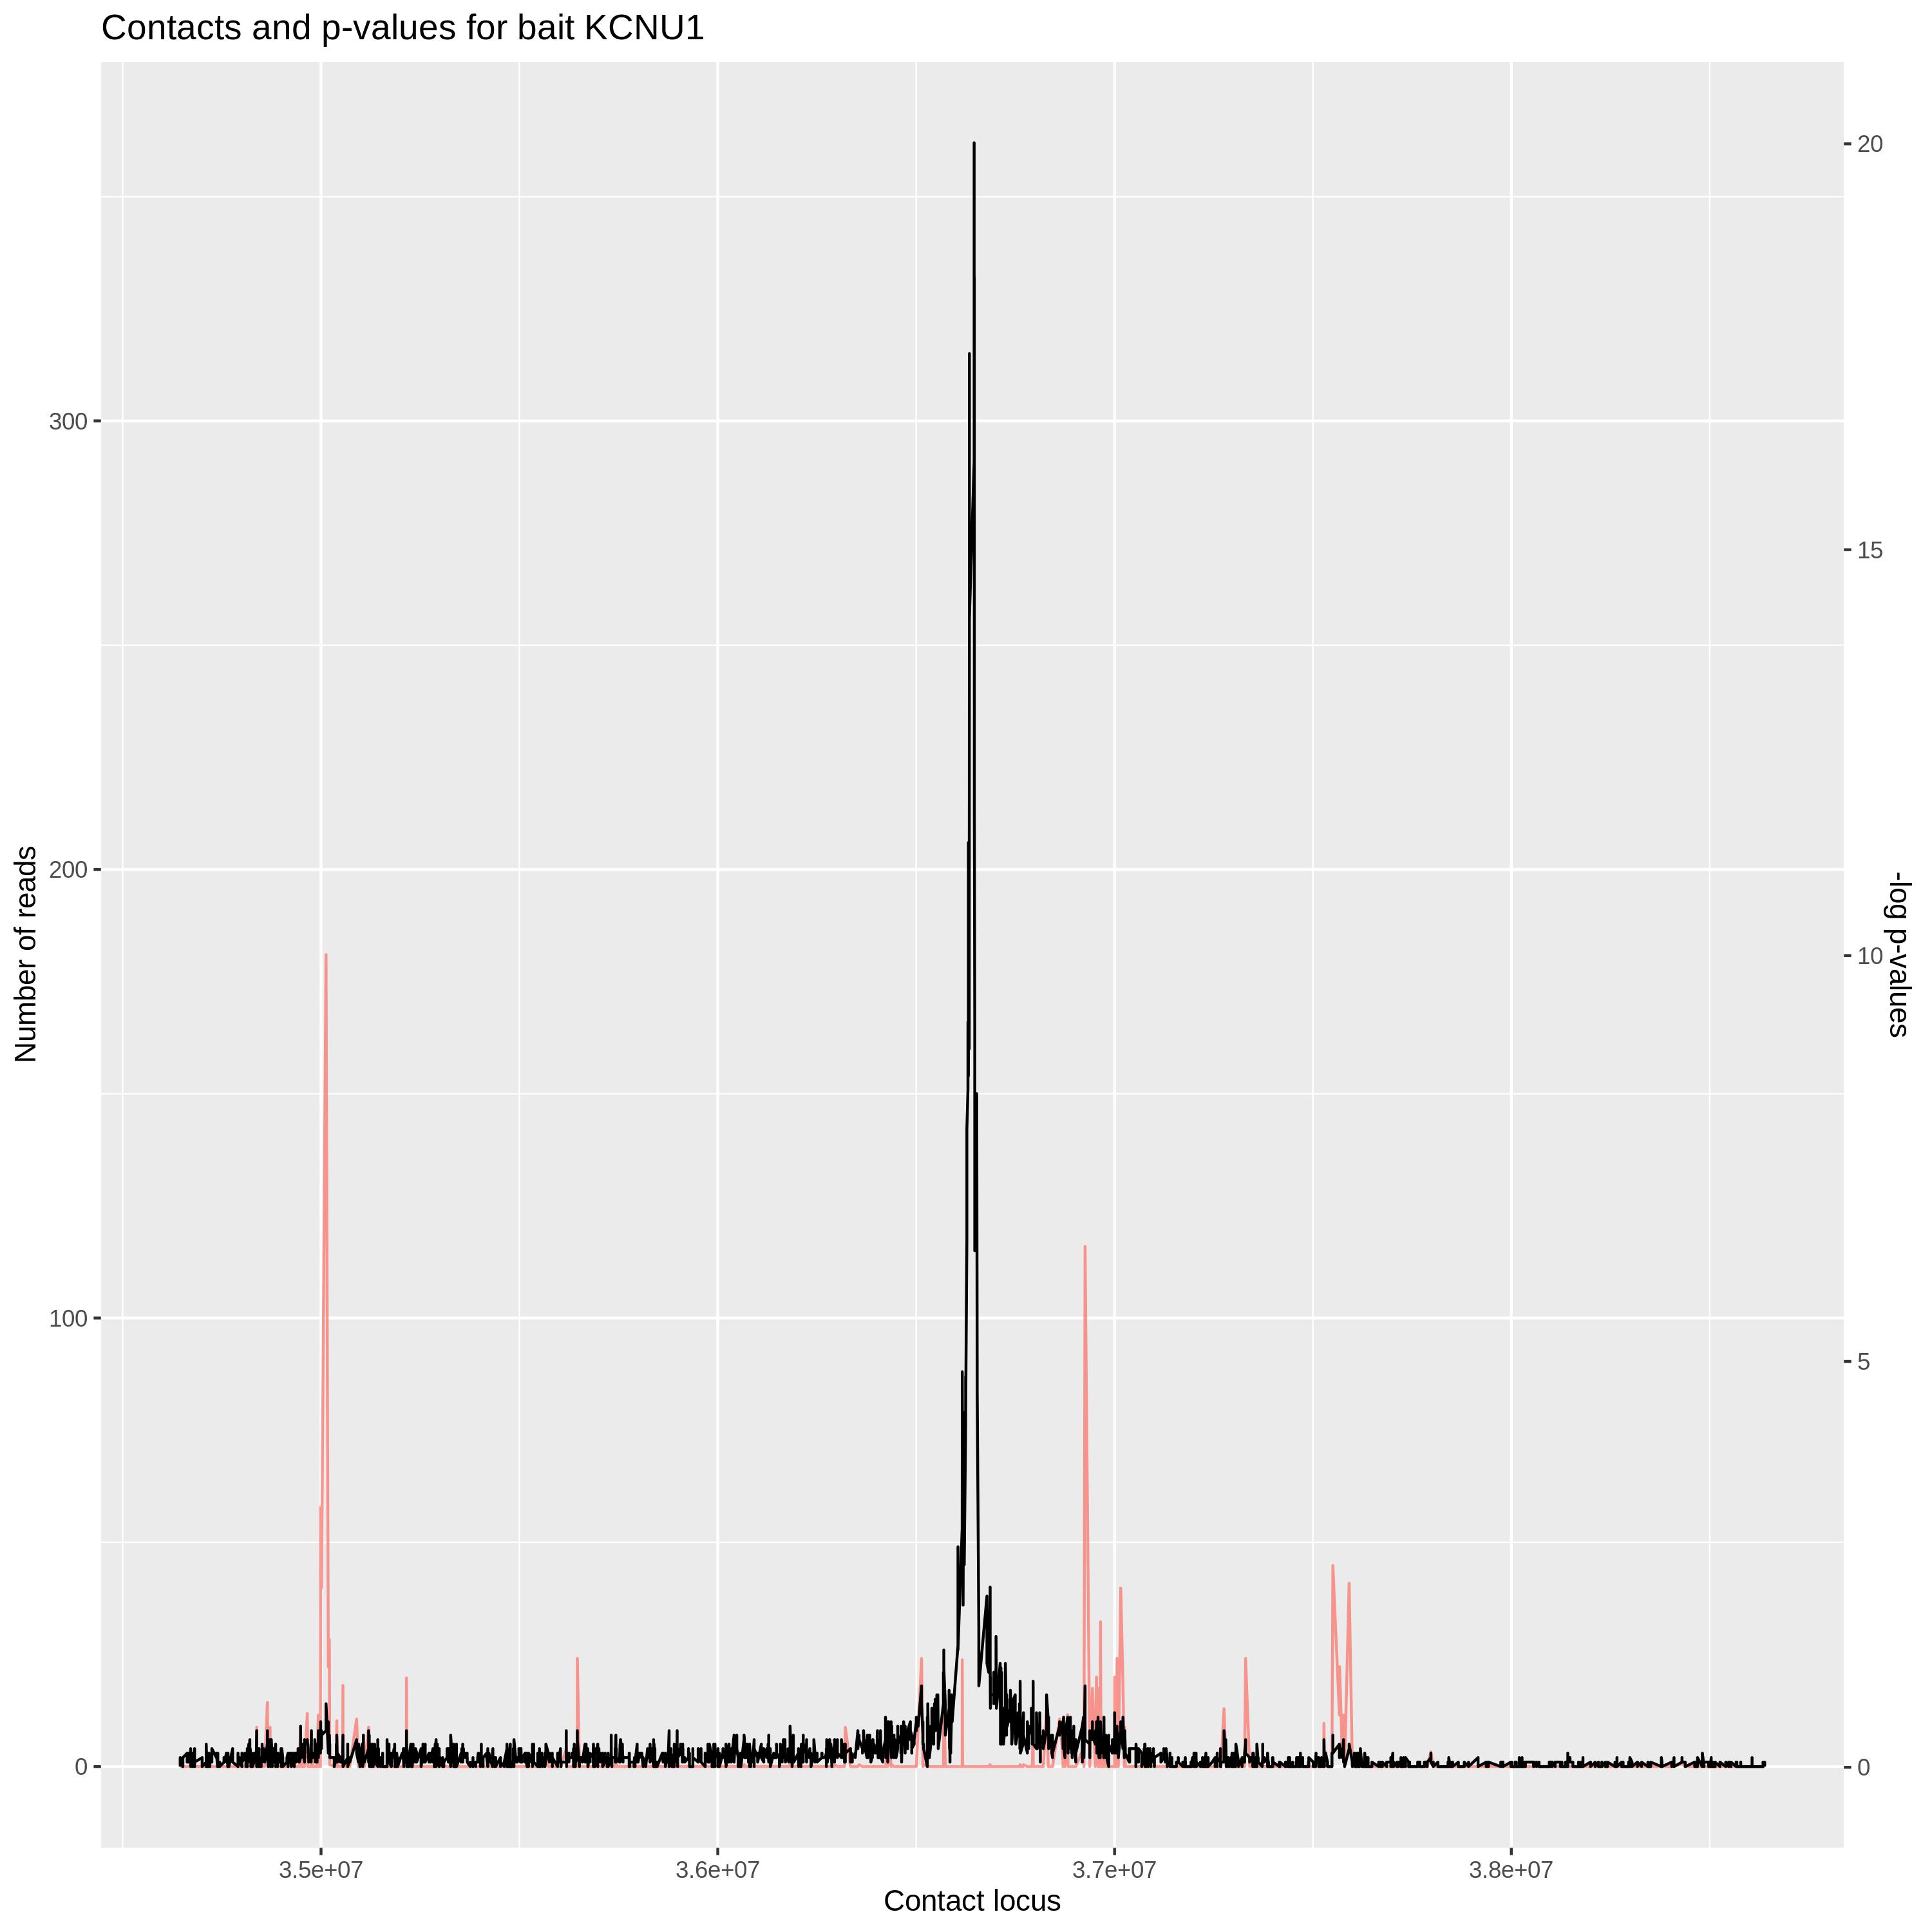 Contacts and p-values for bait KCNU1
Number of reads
300
200
100
0
20
15
10
5
0
-log p-values
3.5e+07 3.6e+07 3.7e+07 3.8e+07
Contact locus